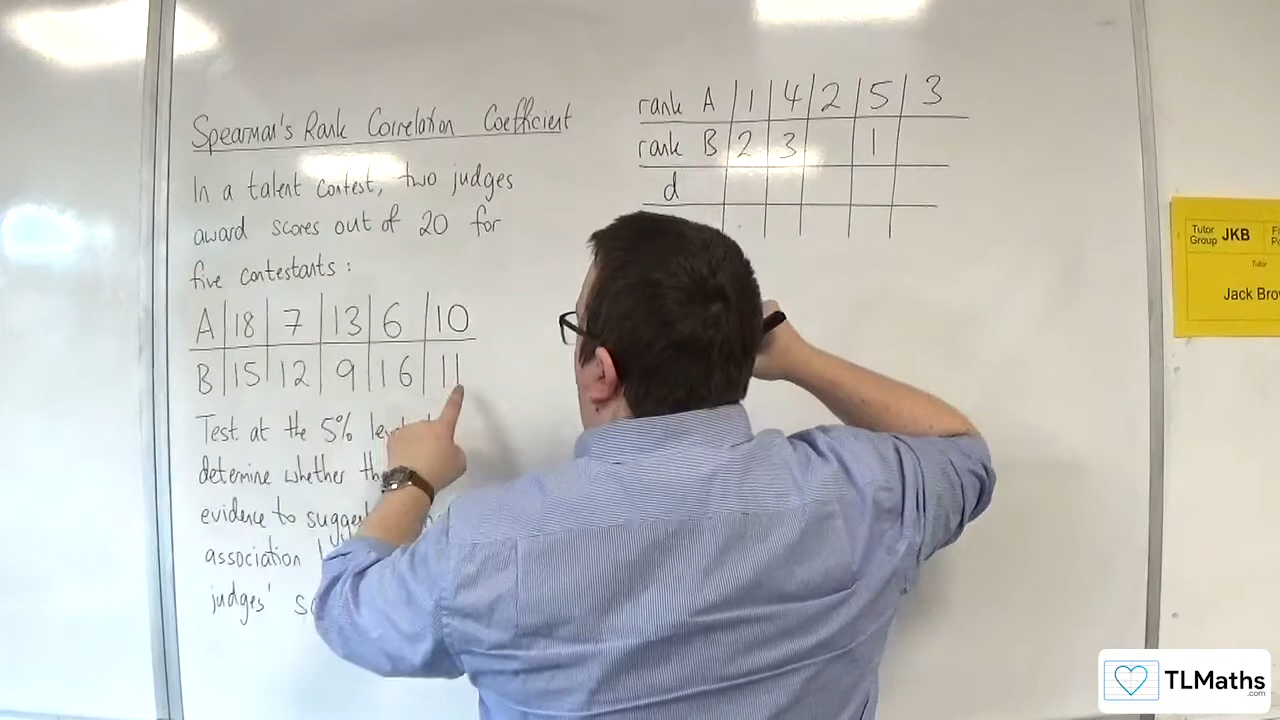 Spearman's Rank Correlation Coefficient
In a talent contest, two judges
award scores out of 20 for
five contestants :
A 18 7 13 6 10
B 15 12 9 16 11
Test at the 5%
determine whether
evidence to
association
judges'
rank A 1 4 2 5 3
rank B 2 3 1
d
Tutor
Group JKB
Tutor
Jack
TLMaths
.com